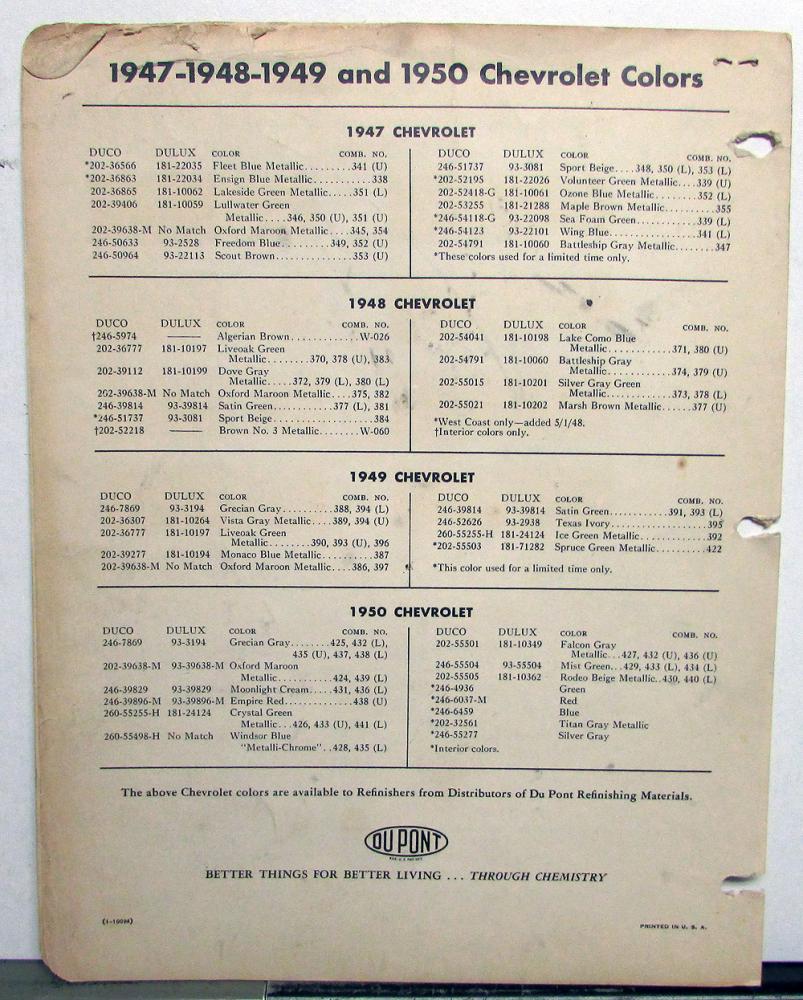 1947-1948-1949 and 1950 Chevrolet Colors
1947 CHEVROLET
DUCO DULUX COLOR COMB. NO.
*202-36566 181-22035 Fleet Blue Metallic.........341 (U)
*202-36863 181-22034 Ensign Blue Metallic.........338
202-36865 181-10062 Lakeside Green Metallic.....351 (L)
202-39406 181-10059 Lullwater Green
Metallic....346, 350 (U), 351 (U)
202-39638-M No Match Oxford Maroon Metallic....345, 354
246-50633 93-2528 Freedom Blue.........349, 352 (U)
246-50964 93-22113 Scout Brown...............353 (U)
DUCO DULUX COLOR COMB. NO.
246-51737 93-3081 Sport Beige....348, 350 (L), 353 (L)
*202-52195 181-22026 Volunteer Green Metallic....339 (U)
202-52418-G 181-10061 Ozone Blue Metallic.........352 (L)
202-53255 181-21288 Maple Brown Metallic.........355
*246-54118-G 93-22098 Sea Foam Green.............339 (L)
*246-54123 93-22101 Wing Blue...................341 (L)
202-54791 181-10060 Battleship Gray Metallic.......347
*These colors used for a limited time only.
1948 CHEVROLET
DUCO DULUX COLOR COMB. NO.
†246-5974 —— Algerian Brown............W-026
202-36777 181-10197 Liveoak Green
Metallic........370, 378 (U), 383
202-39112 181-10199 Dove Gray
Metallic.....372, 379 (L), 380 (L)
202-39638-M No Match Oxford Maroon Metallic....375, 382
246-39814 93-39814 Satin Green..........377 (L), 381
*246-51737 93-3081 Sport Beige..................384
†202-52218 —— Brown No. 3 Metallic.......W-060
DUCO DULUX COLOR COMB. NO.
202-54041 181-10198 Lake Como Blue
Metallic.............371, 380 (U)
202-54791 181-10060 Battleship Gray
Metallic.............374, 379 (U)
202-55015 181-10201 Silver Gray Green
Metallic.............373, 378 (L)
202-55021 181-10202 Marsh Brown Metallic......377 (U)
*West Coast only—added 5/1/48.
†Interior colors only.
1949 CHEVROLET
DUCO DULUX COLOR COMB. NO.
246-7869 93-3194 Grecian Gray..........388, 394 (L)
202-36307 181-10264 Vista Gray Metallic....389, 394 (U)
202-36777 181-10197 Liveoak Green
Metallic........390, 393 (U), 396
202-39277 181-10194 Monaco Blue Metallic..........387
202-39638-M No Match Oxford Maroon Metallic....386, 397
DUCO DULUX COLOR COMB. NO.
246-39814 93-39814 Satin Green...........391, 393 (L)
246-52626 93-2938 Texas Ivory...................395
260-55255-H 181-24124 Ice Green Metallic.............392
*202-55503 181-71282 Spruce Green Metallic.........422
*This color used for a limited time only.
1950 CHEVROLET
DUCO DULUX COLOR COMB. NO.
246-7869 93-3194 Grecian Gray........425, 432 (L),
435 (U), 437, 438 (L)
202-39638-M 93-39638-M Oxford Maroon
Metallic............424, 439 (L)
246-39829 93-39829 Moonlight Cream....431, 436 (L)
246-39896-M 93-39896-M Empire Red..............438 (U)
260-55255-H 181-24124 Crystal Green
Metallic...426, 433 (U), 441 (L)
260-55498-H No Match Windsor Blue
"Metalli-Chrome"..428, 435 (L)
DUCO DULUX COLOR COMB. NO.
202-55501 181-10349 Falcon Gray
Metallic...427, 432 (U), 436 (U)
246-55504 93-55504 Mist Green...429, 433 (L), 434 (L)
202-55505 181-10362 Rodeo Beige Metallic..430, 440 (L)
*246-4936 Green
*246-6037-M Red
*246-6459 Blue
*202-32561 Titan Gray Metallic
*246-55277 Silver Gray
*Interior colors.
The above Chevrolet colors are available to Refinishers from Distributors of Du Pont Refinishing Materials.
DU PONT
REG. U.S. PAT. OFF.
BETTER THINGS FOR BETTER LIVING ... THROUGH CHEMISTRY
PRINTED IN U. S. A.